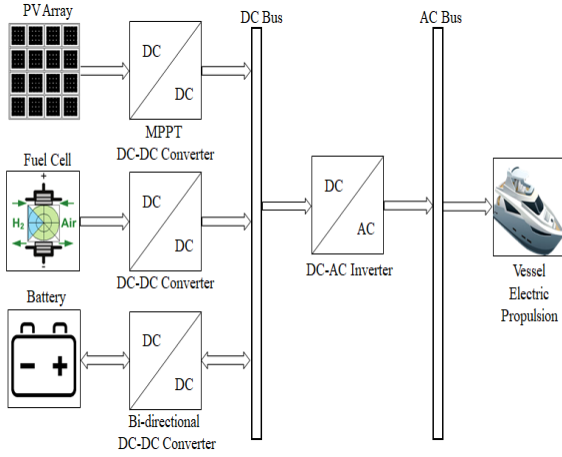 PV Array
DC Bus
AC Bus
DC
DC
MPPT
DC-DC Converter
Fuel Cell
+
H2
Air
-
DC
DC
DC-DC Converter
DC
AC
DC-AC Inverter
Vessel
Electric
Propulsion
Battery
- +
DC
DC
Bi-directional
DC-DC Converter